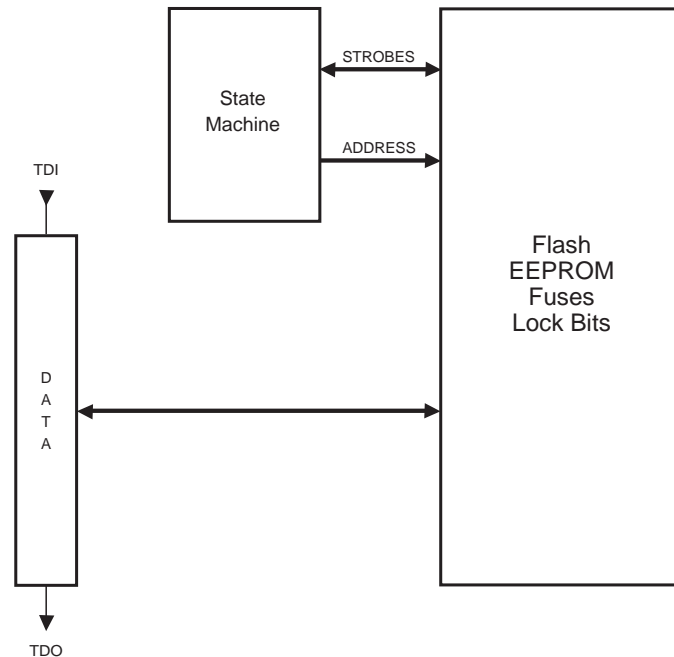 STROBES
State
Machine
ADDRESS
TDI
Flash
EEPROM
Fuses
Lock Bits
D
A
T
A
TDO